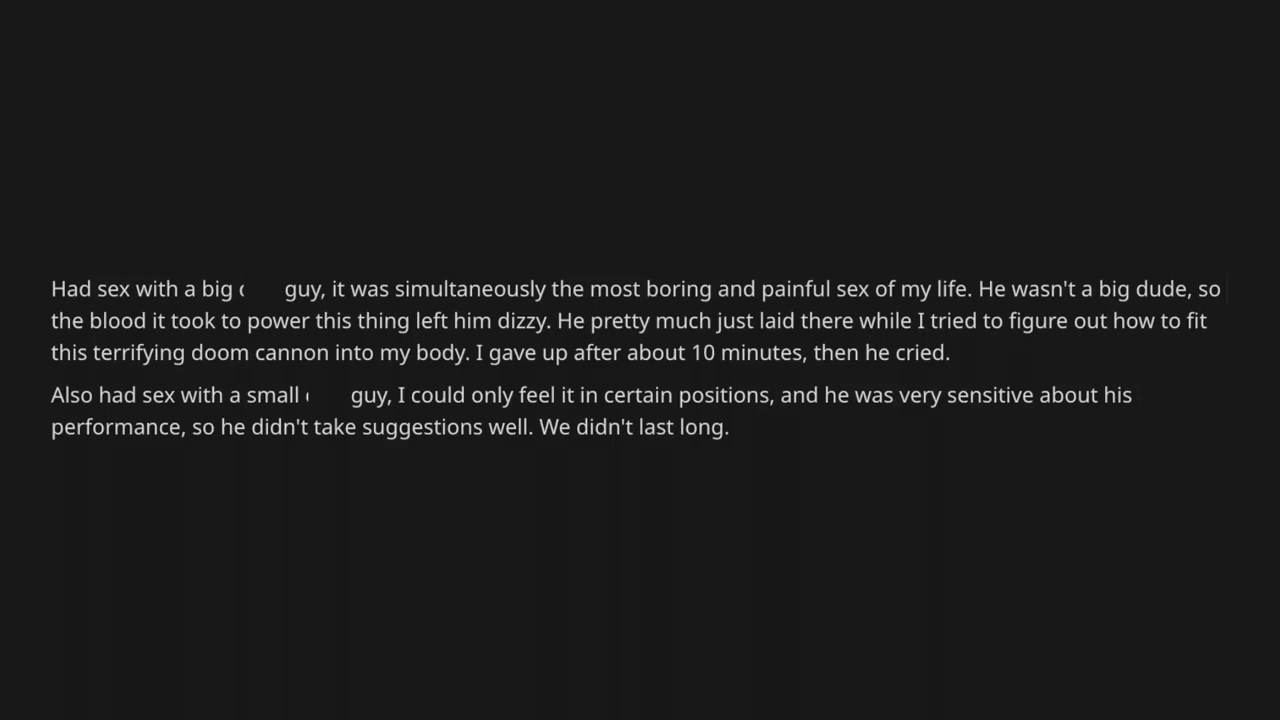 Had sex with a big guy, it was simultaneously the most boring and painful sex of my life. He wasn't a big dude, so
the blood it took to power this thing left him dizzy. He pretty much just laid there while I tried to figure out how to fit
this terrifying doom cannon into my body. I gave up after about 10 minutes, then he cried.
Also had sex with a small guy, I could only feel it in certain positions, and he was very sensitive about his
performance, so he didn't take suggestions well. We didn't last long.